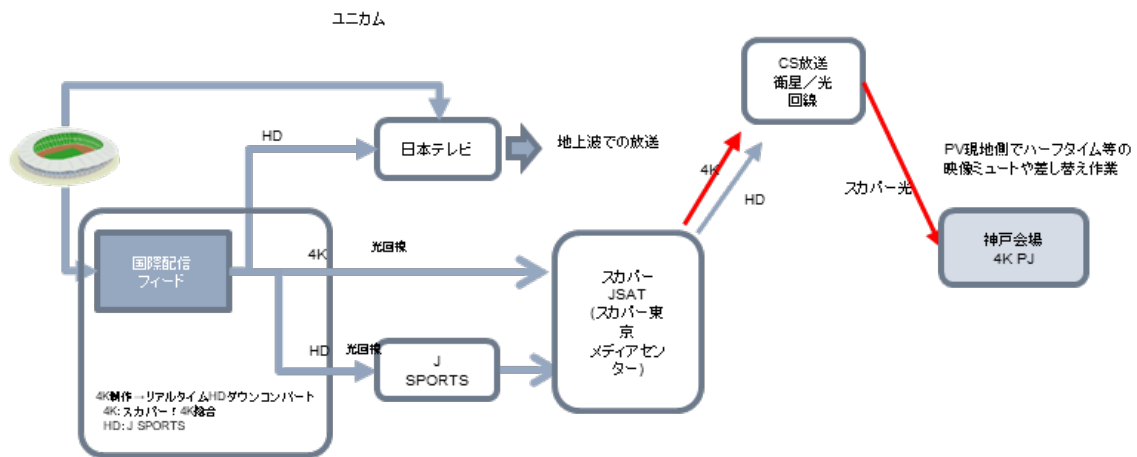 ユニカム
CS放送
衛星／光
回線
HD
日本テレビ
地上波での放送
PV現地側でハーフタイム等の
映像ミュートや差し替え作業
4K
HD
スカパー光
国際配信
フィード
4K
光回線
スカパー
JSAT
(スカパー東
京
メディアセン
ター)
神戸会場
4K PJ
HD
光回線
J
SPORTS
4K制作→リアルタイムHDダウンコンバート
4K:スカパー！4K総合
HD:J SPORTS